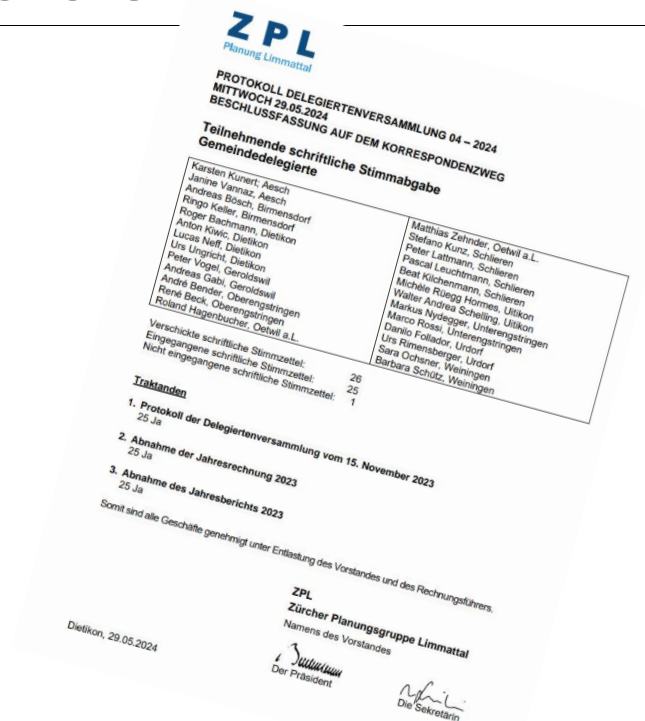 ZPL
Planung Limmattal
PROTOKOLL DELEGIERTENVERSAMMLUNG 04 – 2024
MITTWOCH 29.05.2024
BESCHLUSSFASSUNG AUF DEM KORRESPONDENZWEG
Teilnehmende schriftliche Stimmabgabe
Gemeindedelegierte
Karsten Kunert; Aesch
Janine Vannaz, Aesch
Andreas Bösch, Birmensdorf
Ringo Keller, Birmensdorf
Roger Bachmann, Dietikon
Anton Kiwic, Dietikon
Lucas Neff, Dietikon
Urs Ungricht, Dietikon
Peter Vogel, Geroldswil
Andreas Gabi, Geroldswil
André Bender, Oberengstringen
René Beck, Oberengstringen
Roland Hagenbucher, Oetwil a.L.
Matthias Zehnder, Oetwil a.L.
Stefano Kunz, Schlieren
Peter Lattmann, Schlieren
Pascal Leuchtmann, Schlieren
Beat Kilchenmann, Schlieren
Michèle Rüegg Hormes, Uitikon
Walter Andrea Schelling, Uitikon
Markus Nydegger, Unterengstringen
Marco Rossi, Unterengstringen
Danilo Follador, Urdorf
Urs Rimensberger, Urdorf
Sara Ochsner, Weiningen
Barbara Schütz, Weiningen
Verschickte schriftliche Stimmzettel: 26
Eingegangene schriftliche Stimmzettel: 25
Nicht eingegangene schriftliche Stimmzettel: 1
Traktanden
1. Protokoll der Delegiertenversammlung vom 15. November 2023
25 Ja
2. Abnahme der Jahresrechnung 2023
25 Ja
3. Abnahme des Jahresberichts 2023
25 Ja
Somit sind alle Geschäfte genehmigt unter Entlastung des Vorstandes und des Rechnungsführers.
ZPL
Zürcher Planungsgruppe Limmattal
Namens des Vorstandes
Dietikon, 29.05.2024
Der Präsident
Die Sekretärin